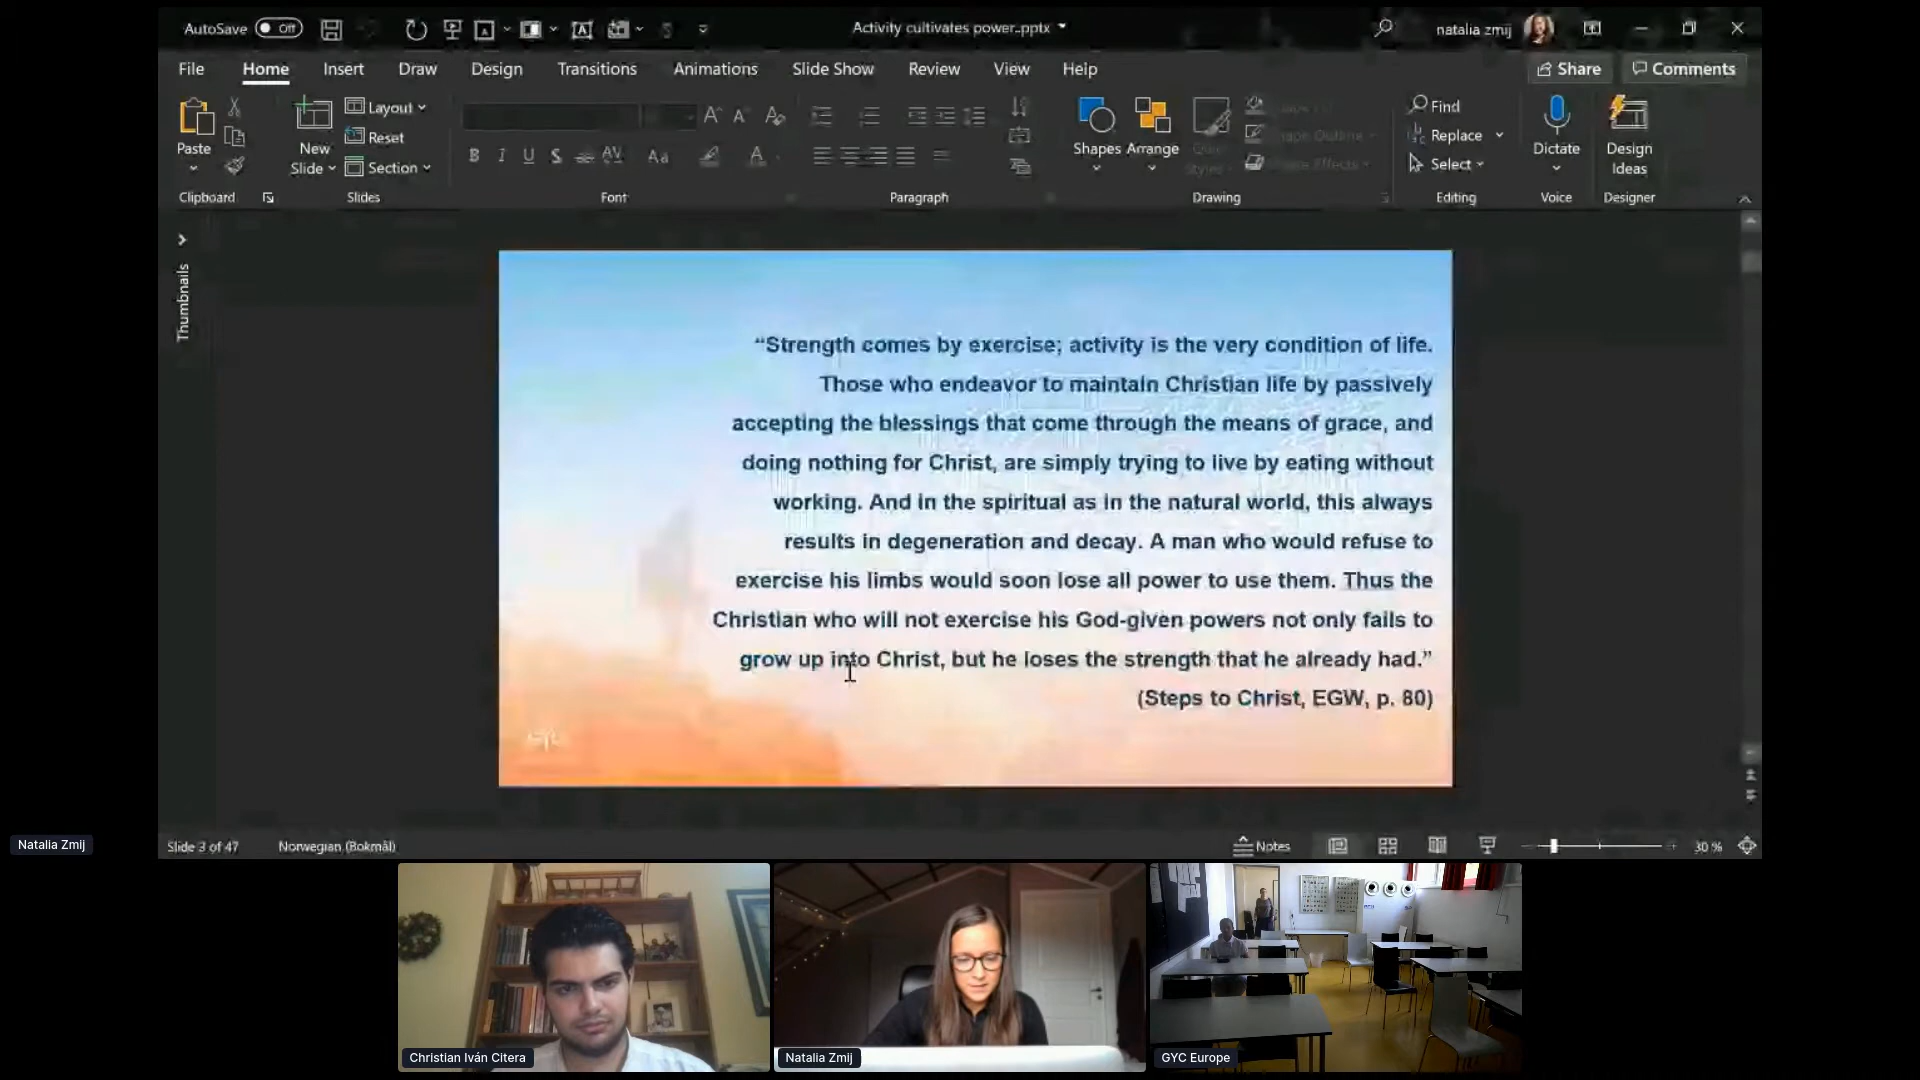 AutoSave Off
Activity cultivates power..pptx
natalia zmij
File Home Insert Draw Design Transitions Animations Slide Show Review View Help
Share Comments
Paste
New Slide
Layout
Reset
Section
Find
Replace
Select
Shapes Arrange
Dictate
Design Ideas
Clipboard Slides Font Paragraph Drawing Editing Voice Designer
Thumbnails
“Strength comes by exercise; activity is the very condition of life.
Those who endeavor to maintain Christian life by passively
accepting the blessings that come through the means of grace, and
doing nothing for Christ, are simply trying to live by eating without
working. And in the spiritual as in the natural world, this always
results in degeneration and decay. A man who would refuse to
exercise his limbs would soon lose all power to use them. Thus the
Christian who will not exercise his God-given powers not only fails to
grow up into Christ, but he loses the strength that he already had.”
(Steps to Christ, EGW, p. 80)
Natalia Zmij
Slide 3 of 47 Norwegian (Bokmål) Notes 30 %
Christian Iván Citera
Natalia Zmij
GYC Europe